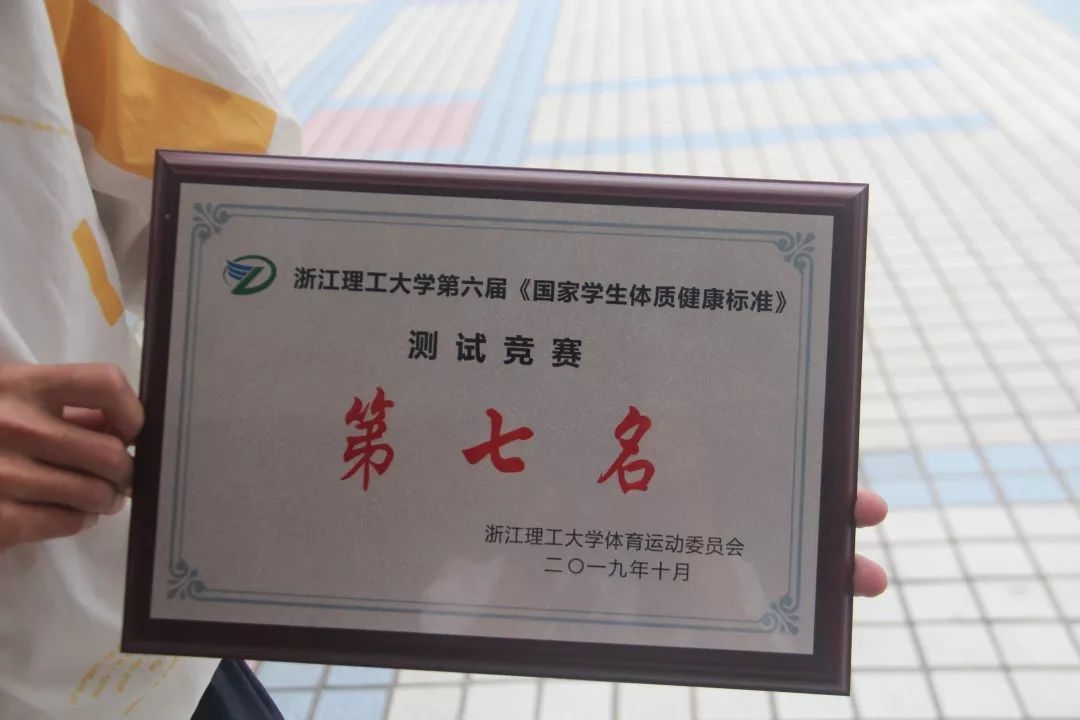 浙江理工大学第六届《国家学生体质健康标准》
测试竞赛
第七名
浙江理工大学体育运动委员会
二〇一九年十月